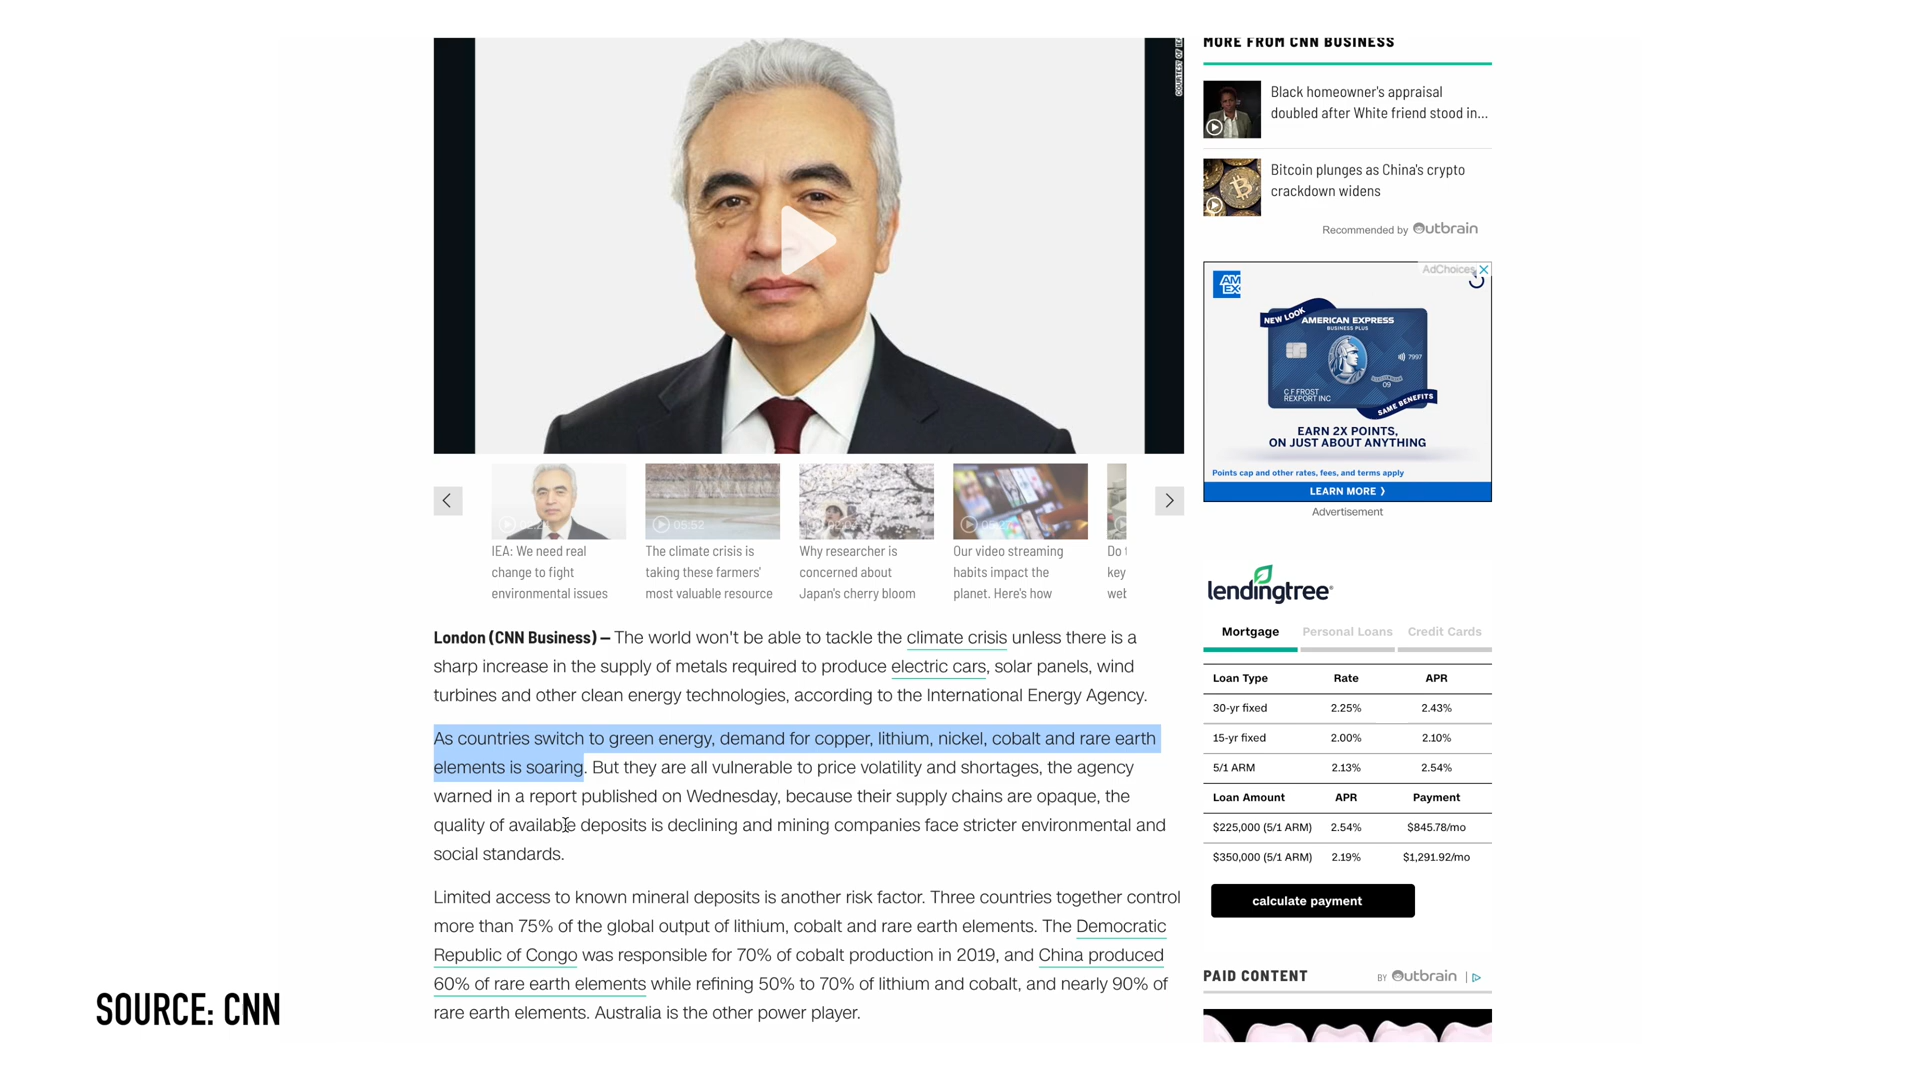 COURTESY OF IEA
05:52
IEA: We need real
change to fight
environmental issues
The climate crisis is
taking these farmers'
most valuable resource
Why researcher is
concerned about
Japan's cherry bloom
Our video streaming
habits impact the
planet. Here's how
Do
key
web
London (CNN Business) — The world won't be able to tackle the climate crisis unless there is a
sharp increase in the supply of metals required to produce electric cars, solar panels, wind
turbines and other clean energy technologies, according to the International Energy Agency.
As countries switch to green energy, demand for copper, lithium, nickel, cobalt and rare earth
elements is soaring. But they are all vulnerable to price volatility and shortages, the agency
warned in a report published on Wednesday, because their supply chains are opaque, the
quality of available deposits is declining and mining companies face stricter environmental and
social standards.
Limited access to known mineral deposits is another risk factor. Three countries together control
more than 75% of the global output of lithium, cobalt and rare earth elements. The Democratic
Republic of Congo was responsible for 70% of cobalt production in 2019, and China produced
60% of rare earth elements while refining 50% to 70% of lithium and cobalt, and nearly 90% of
rare earth elements. Australia is the other power player.
MORE FROM CNN BUSINESS
Black homeowner's appraisal
doubled after White friend stood in...
Bitcoin plunges as China's crypto
crackdown widens
Recommended by Outbrain
AdChoices
AM
EX
NEW LOOK
AMERICAN EXPRESS
BUSINESS PLUS
7997
09
C.F.FROST
REXPORT INC
SAME BENEFITS
EARN 2X POINTS,
ON JUST ABOUT ANYTHING
Points cap and other rates, fees, and terms apply
LEARN MORE
Advertisement
lendingtree
Mortgage Personal Loans Credit Cards
Loan Type Rate APR
30-yr fixed 2.25% 2.43%
15-yr fixed 2.00% 2.10%
5/1 ARM 2.13% 2.54%
Loan Amount APR Payment
$225,000 (5/1 ARM) 2.54% $845.78/mo
$350,000 (5/1 ARM) 2.19% $1,291.92/mo
calculate payment
PAID CONTENT BY Outbrain
SOURCE: CNN